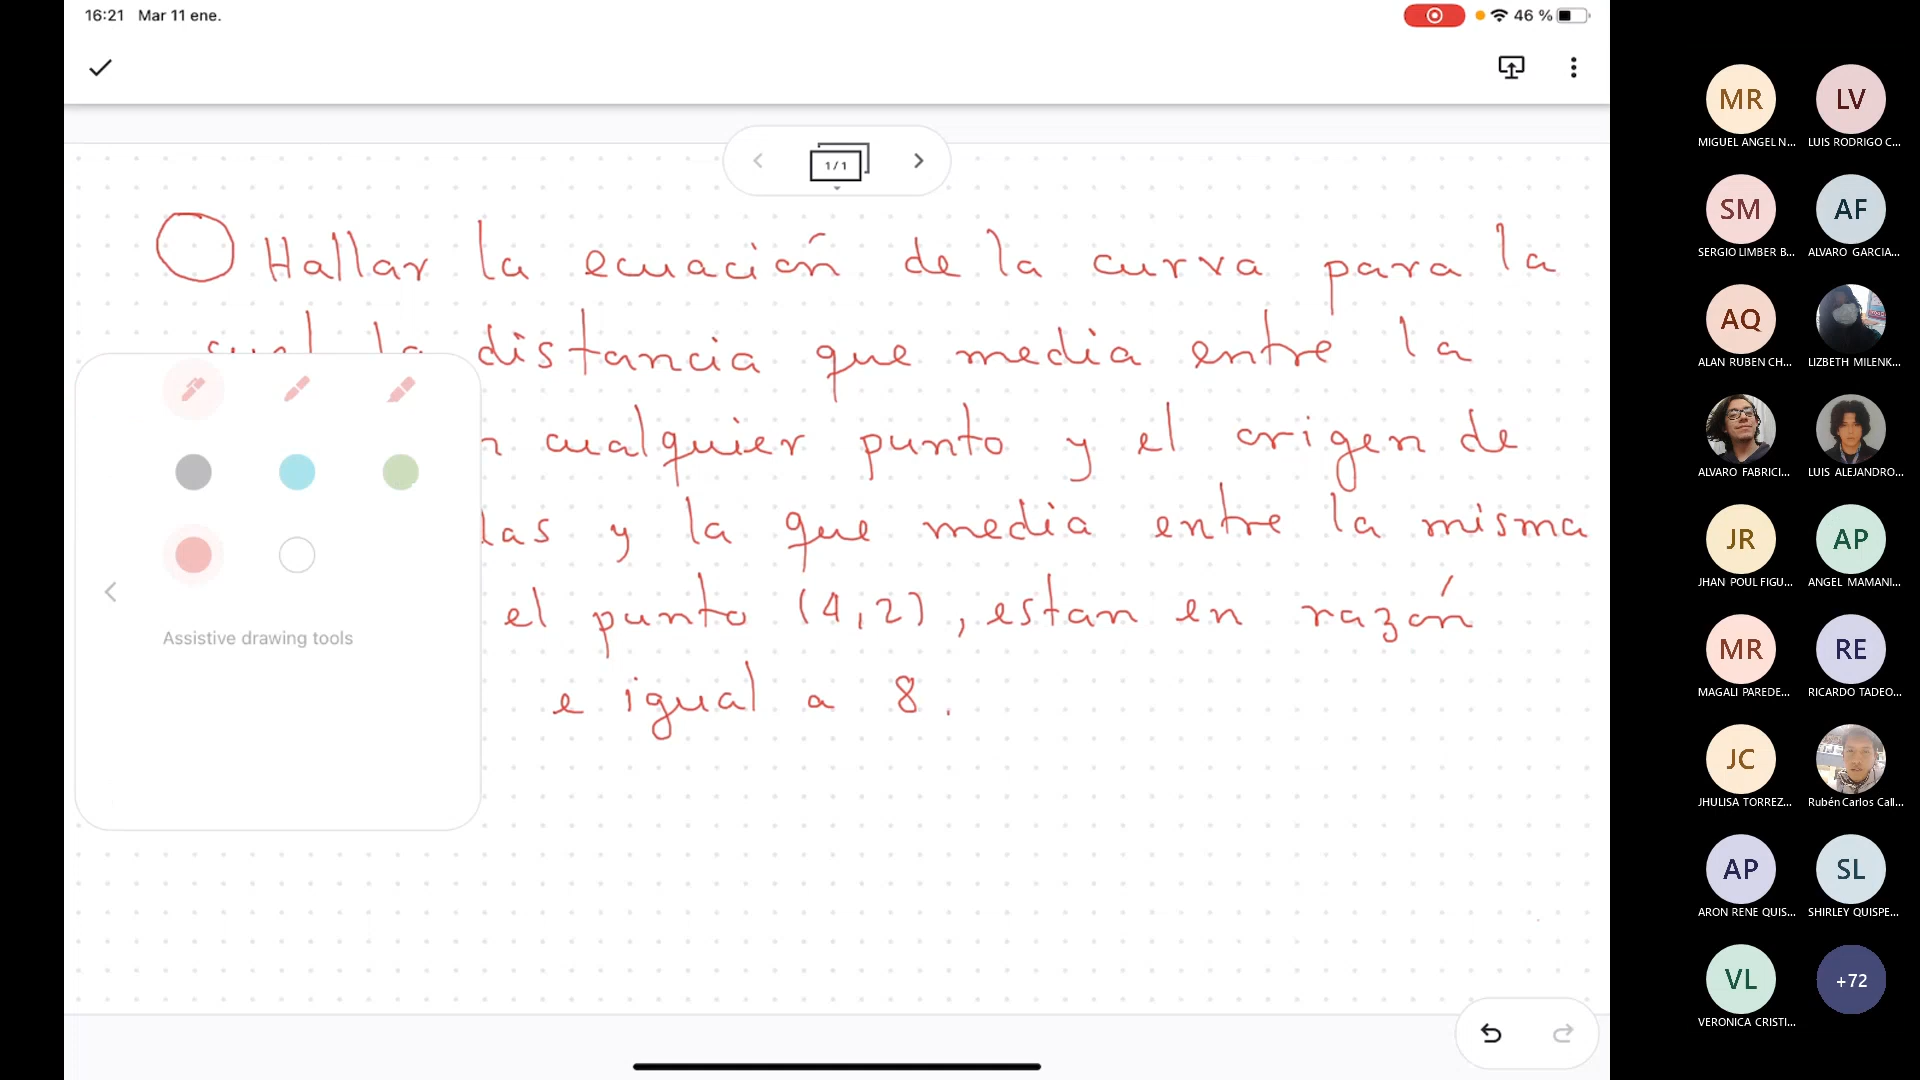 16:21 Mar 11 ene.
46 %
1 / 1
Hallar la ecuación de la curva para la
cual la distancia que media entre la
cualquier punto y el origen de
las y la que media entre la misma
el punto (4,2), estan en razón
e igual a 8.
Assistive drawing tools
MR LV
MIGUEL ANGEL N... LUIS RODRIGO C...
SM AF
SERGIO LIMBER B... ALVARO GARCIA...
AQ
ALAN RUBEN CH... LIZBETH MILENK...
ALVARO FABRICI... LUIS ALEJANDRO...
JR AP
JHAN POUL FIGU... ANGEL MAMANI...
MR RE
MAGALI PAREDE... RICARDO TADEO...
JC
JHULISA TORREZ... Rubén Carlos Call...
AP SL
ARON RENE QUIS... SHIRLEY QUISPE...
VL +72
VERONICA CRISTI...